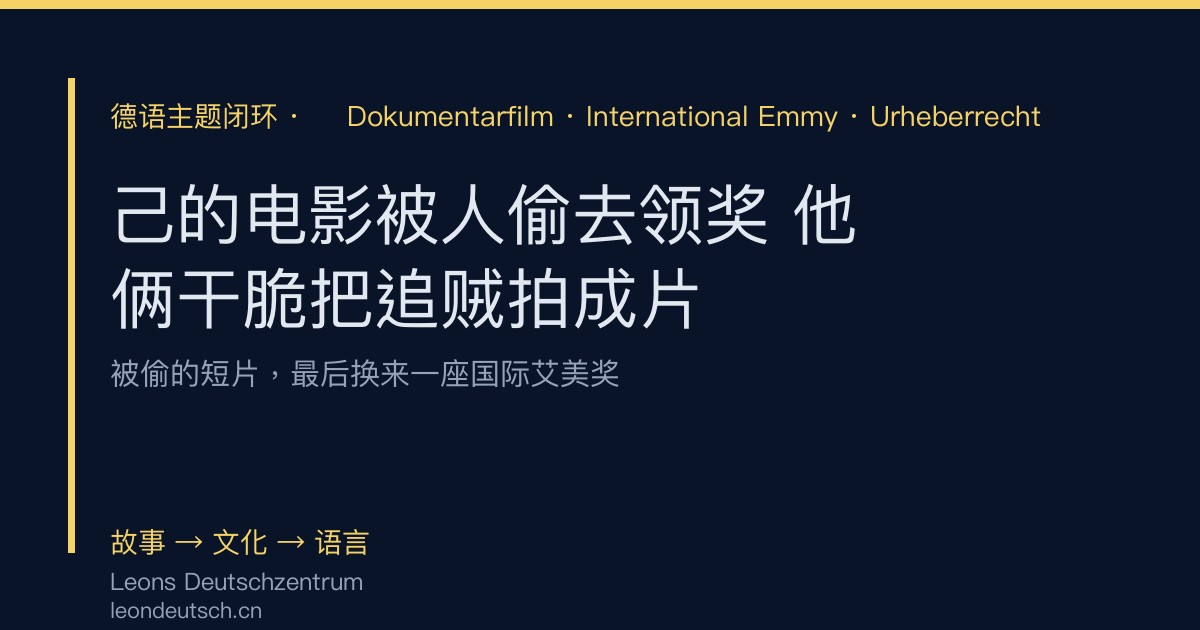 德语主题闭环 · Dokumentarfilm · International Emmy · Urheberrecht
己的电影被人偷去领奖 他
俩干脆把追贼拍成片
被偷的短片，最后换来一座国际艾美奖
故事 → 文化 → 语言
Leons Deutschzentrum
leondeutsch.cn